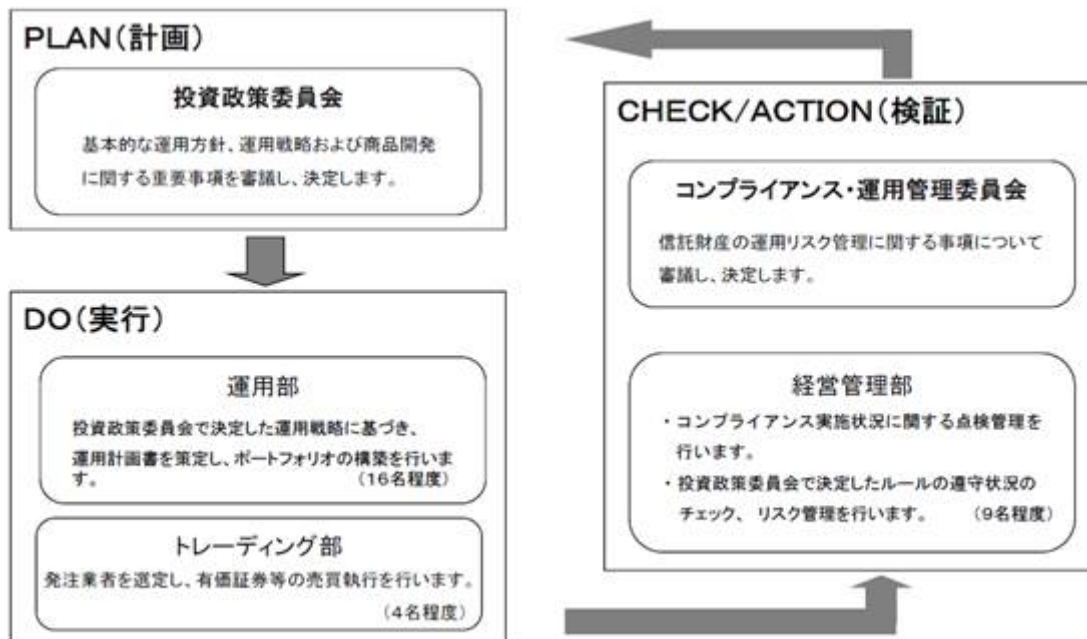 PLAN(計画)
投資政策委員会
基本的な運用方針、運用戦略および商品開発
に関する重要事項を審議し、決定します。
DO(実行)
運用部
投資政策委員会で決定した運用戦略に基づき、
運用計画書を策定し、ポートフォリオの構築を行いま
す。 (16名程度)
トレーディング部
発注業者を選定し、有価証券等の売買執行を行います。
(4名程度)
CHECK/ACTION(検証)
コンプライアンス・運用管理委員会
信託財産の運用リスク管理に関する事項について
審議し、決定します。
経営管理部
・コンプライアンス実施状況に関する点検管理を
行います。
・投資政策委員会で決定したルールの遵守状況の
チェック、リスク管理を行います。 (9名程度)